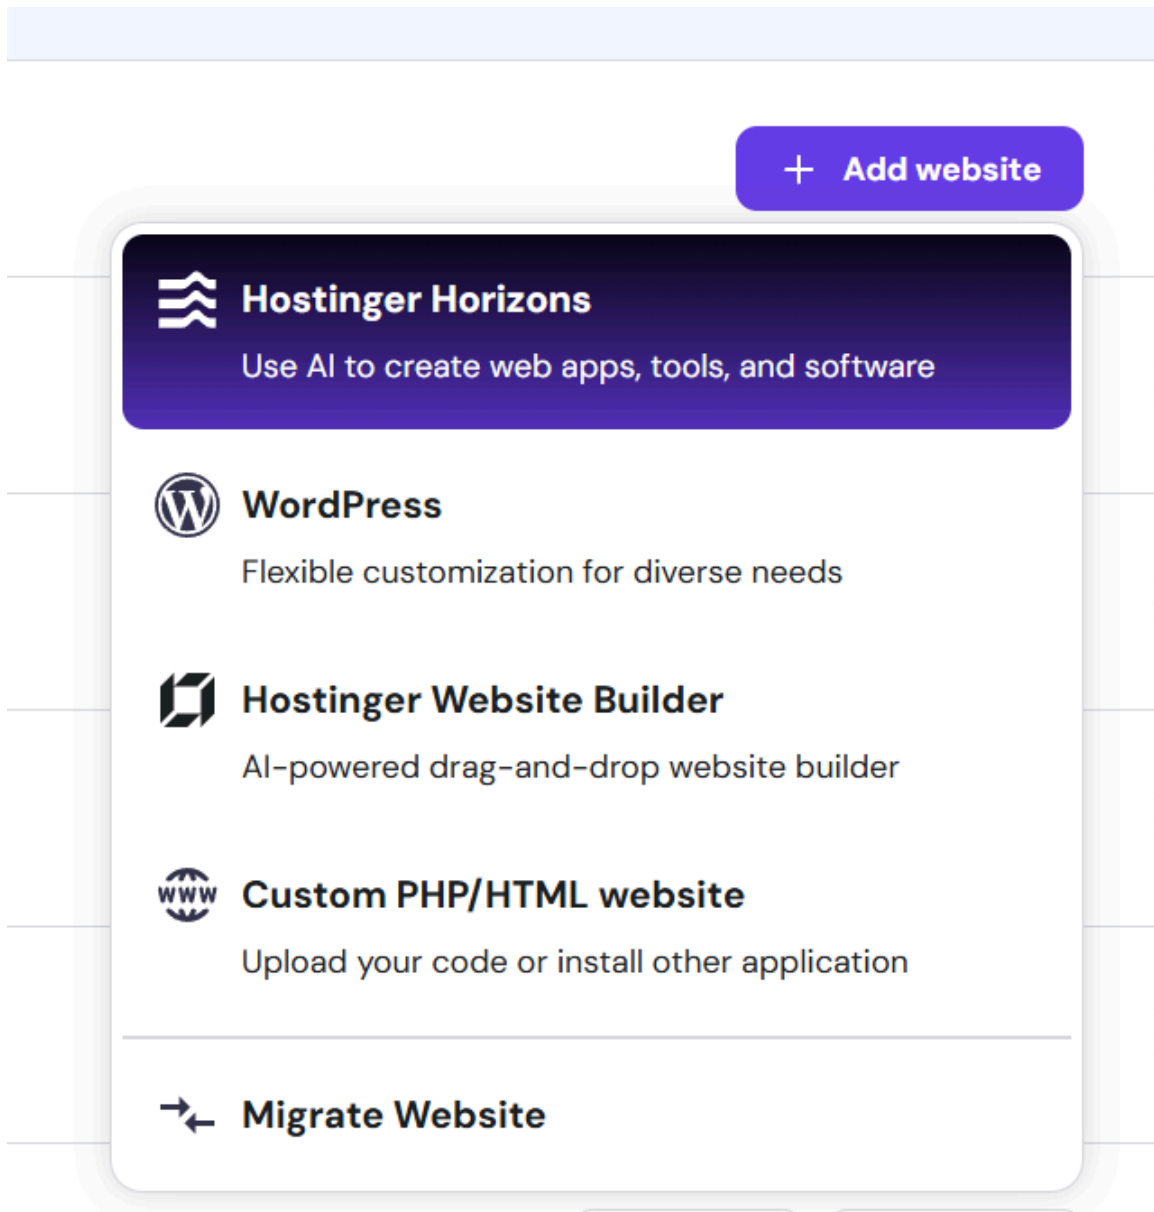 Add website
Hostinger Horizons
Use AI to create web apps, tools, and software
WordPress
Flexible customization for diverse needs
Hostinger Website Builder
AI-powered drag-and-drop website builder
www
Custom PHP/HTML website
Upload your code or install other application
Migrate Website